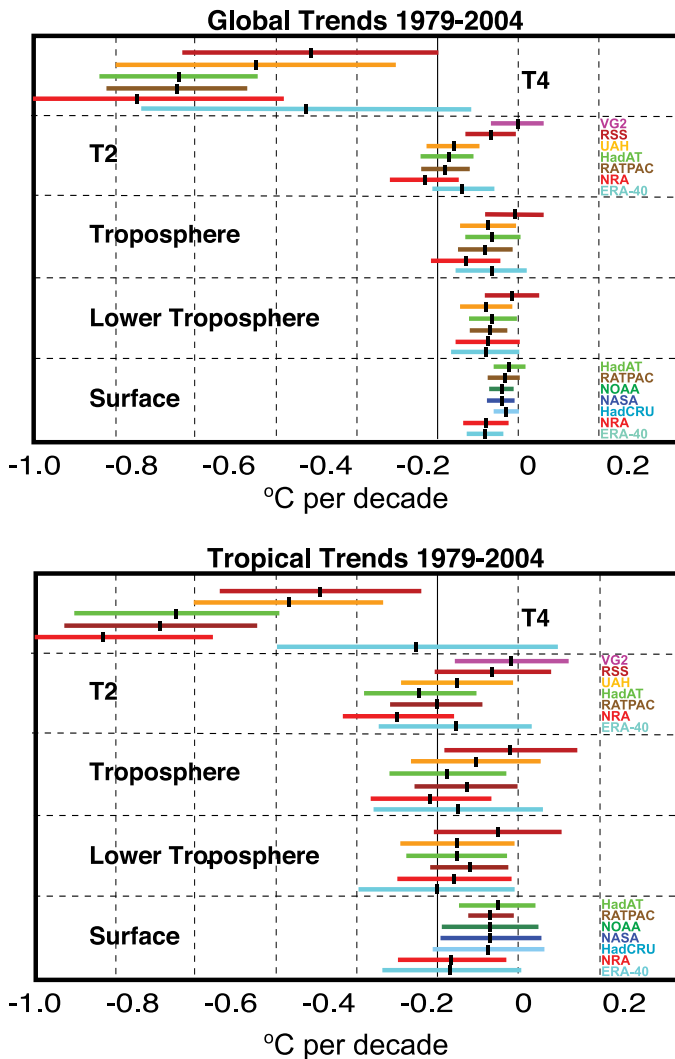 Global Trends 1979-2004
T4
T2
VG2
RSS
UAH
HadAT
RATPAC
NRA
ERA-40
Troposphere
Lower Troposphere
Surface
HadAT
RATPAC
NOAA
NASA
HadCRU
NRA
ERA-40
-1.0 -0.8 -0.6 -0.4 -0.2 0 0.2
°C per decade
Tropical Trends 1979-2004
T4
T2
VG2
RSS
UAH
HadAT
RATPAC
NRA
ERA-40
Troposphere
Lower Troposphere
Surface
HadAT
RATPAC
NOAA
NASA
HadCRU
NRA
ERA-40
-1.0 -0.8 -0.6 -0.4 -0.2 0 0.2
°C per decade